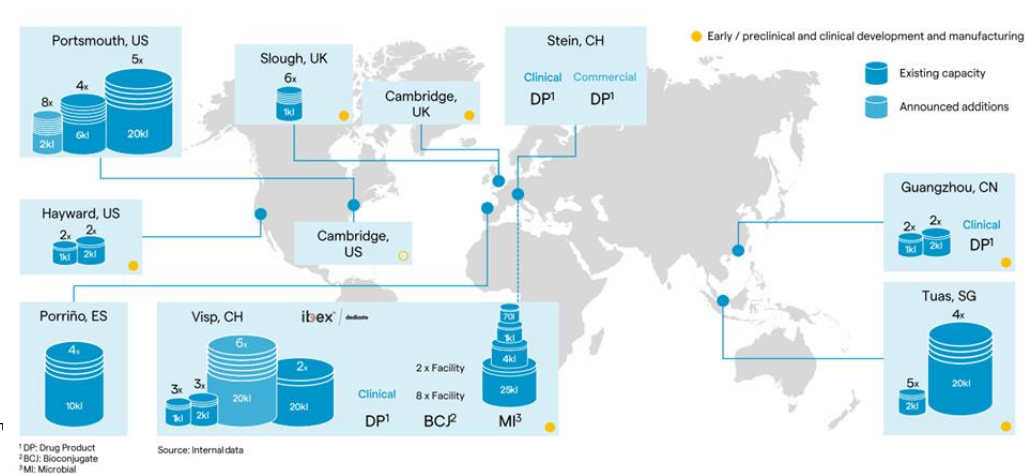 Portsmouth, US
5x
4x
8x
2kl
6kl
20kl
Slough, UK
6x
1kl
Cambridge,
UK
Stein, CH
Clinical Commercial
DP¹ DP¹
Early / preclinical and clinical development and manufacturing
Existing capacity
Announced additions
Hayward, US
2x 2x
1kl 2kl
Cambridge,
US
Guangzhou, CN
2x 2x
1kl 2kl
Clinical
DP¹
Porriño, ES
4x
10kl
Visp, CH
ibex dedicate
6x
3x 3x
1kl 2kl
20kl
2x
20kl
Clinical
DP¹
2 x Facility
8 x Facility
BCJ²
70l
1kl
4kl
25kl
MI³
Tuas, SG
4x
5x
2kl
20kl
¹ DP: Drug Product
² BCJ: Bioconjugate
³ MI: Microbial
Source: Internal data